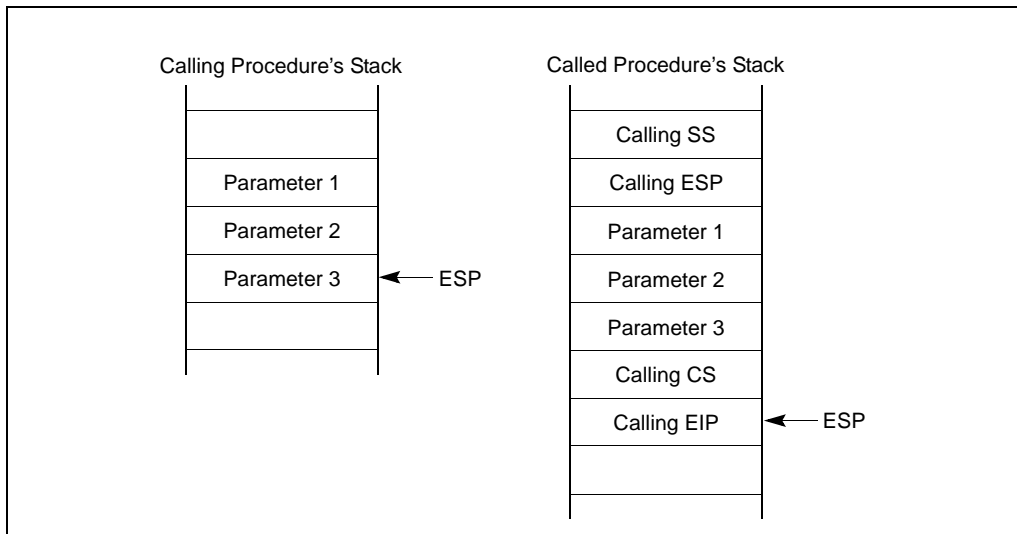 Calling Procedure’s Stack
Parameter 1
Parameter 2
Parameter 3
ESP
Called Procedure’s Stack
Calling SS
Calling ESP
Parameter 1
Parameter 2
Parameter 3
Calling CS
Calling EIP
ESP